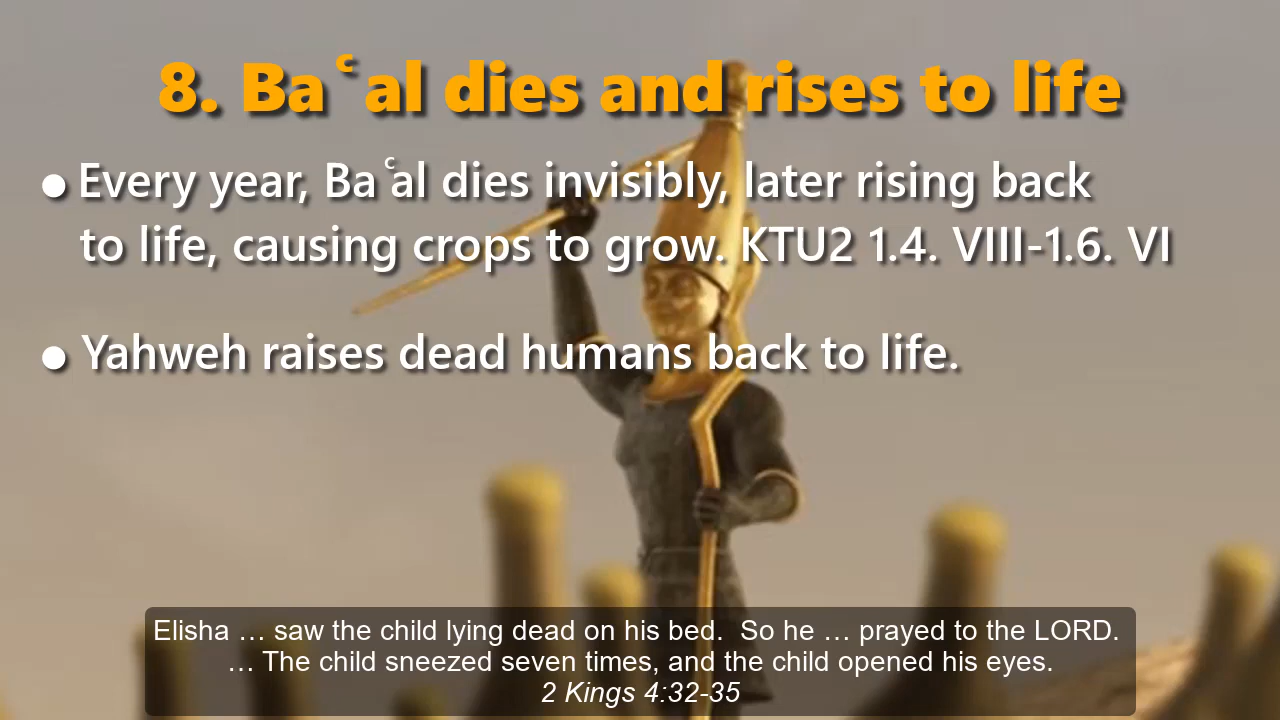 8. Baʿal dies and rises to life
● Every year, Baʿal dies invisibly, later rising back
to life, causing crops to grow. KTU2 1.4. VIII-1.6. VI
● Yahweh raises dead humans back to life.
Elisha … saw the child lying dead on his bed.  So he … prayed to the LORD.
… The child sneezed seven times, and the child opened his eyes.
2 Kings 4:32-35